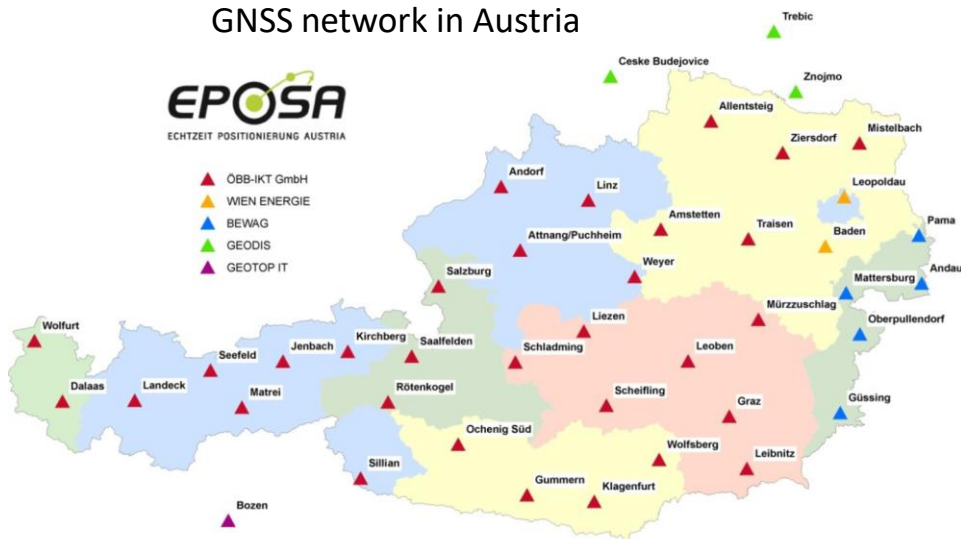 GNSS network in Austria
EPOSA
ECHTZEIT POSITIONIERUNG AUSTRIA
ÖBB-IKT GmbH
WIEN ENERGIE
BEWAG
GEODIS
GEOTOP IT
Trebic
Ceske Budejovice
Znojmo
Allentsteig
Ziersdorf
Mistelbach
Andorf
Linz
Leopoldau
Amstetten
Traisen
Baden
Pama
Attnang/Puchheim
Weyer
Salzburg
Mattersburg
Andau
Mürzzuschlag
Oberpullendorf
Liezen
Wolfurt
Seefeld
Jenbach
Kirchberg
Saalfelden
Schladming
Leoben
Dalaas
Landeck
Matrei
Rötenkogel
Scheifling
Graz
Güssing
Ochenig Süd
Wolfsberg
Leibnitz
Sillian
Gummern
Klagenfurt
Bozen